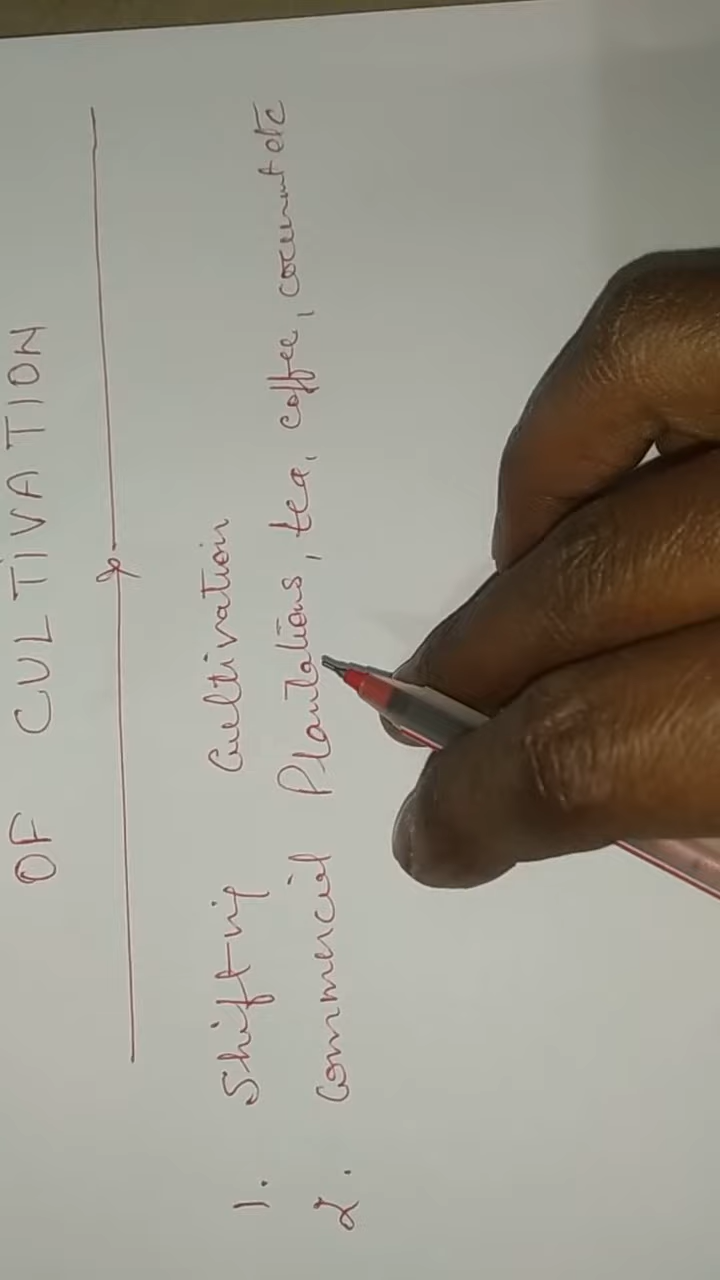 OF CULTIVATION
1. Shifting Cultivation
2. Commercial Plantations, tea, coffee, coconut etc